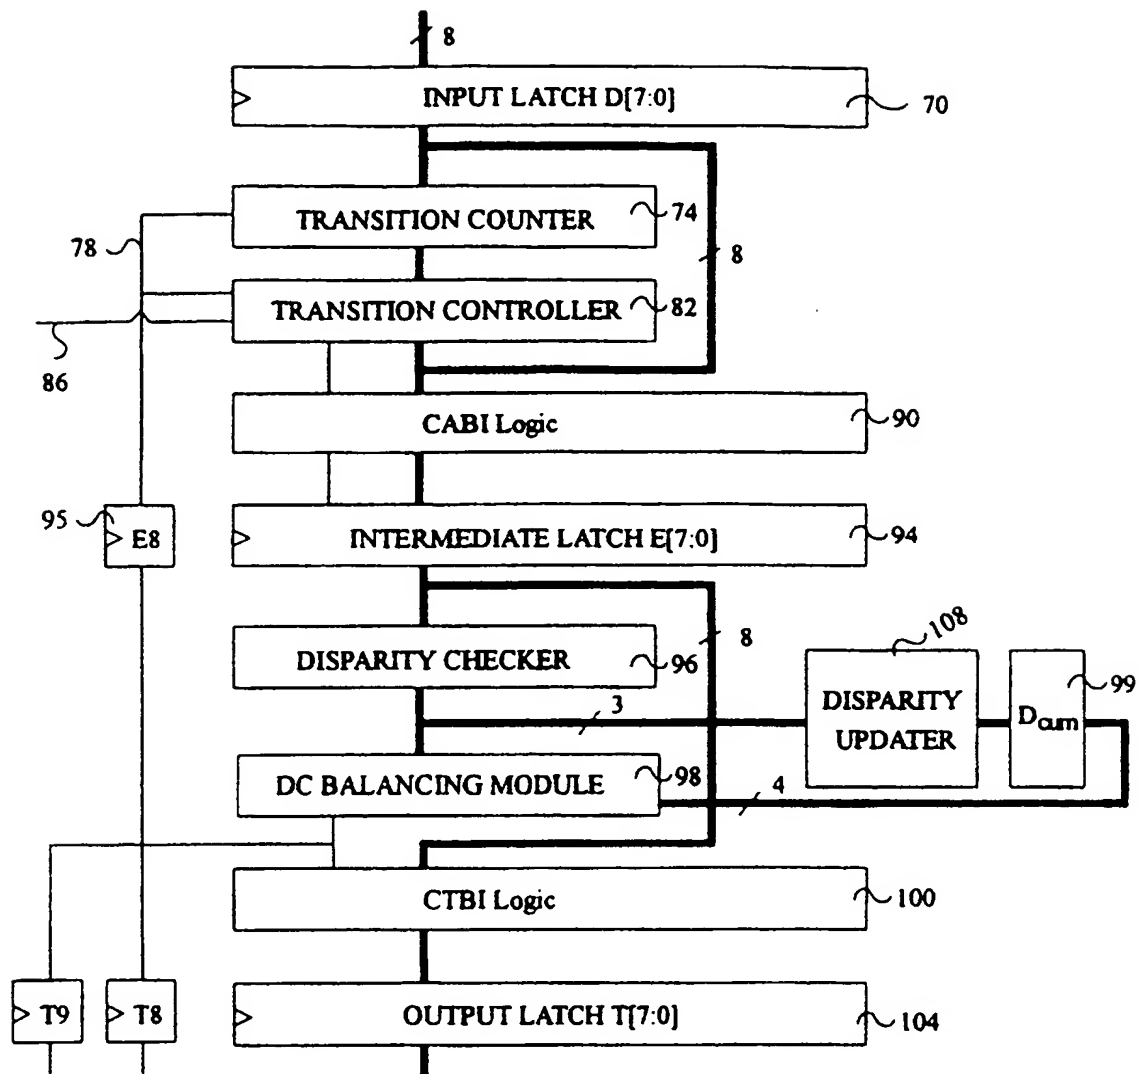 8
INPUT LATCH D[7:0]
70
TRANSITION COUNTER
74
78
8
TRANSITION CONTROLLER
82
86
CABI Logic
90
95
E8
INTERMEDIATE LATCH E[7:0]
94
8
108
DISPARITY CHECKER
96
99
3
DISPARITY
UPDATER
Dcum
DC BALANCING MODULE
98
4
CTBI Logic
100
T9
T8
OUTPUT LATCH T[7:0]
104